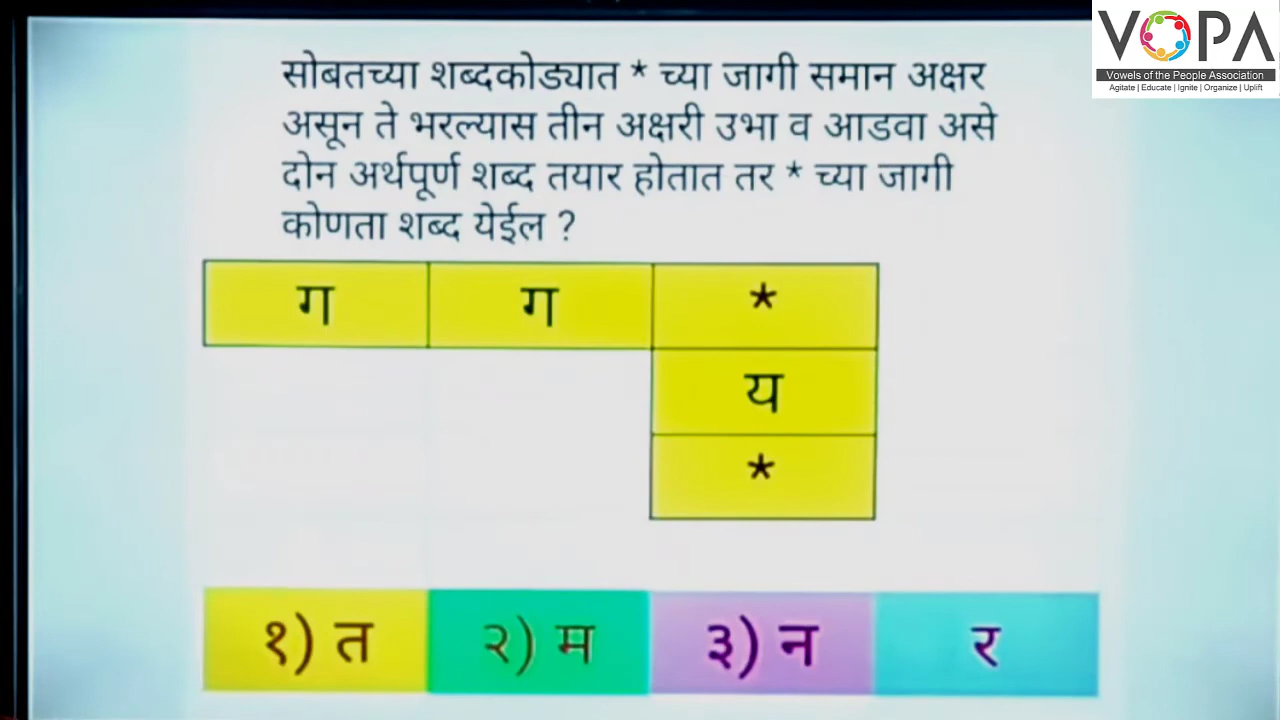 VOPA
Vowels of the People Association
Agitate | Educate | Ignite | Organize | Uplift
सोबतच्या शब्दकोड्यात * च्या जागी समान अक्षर
असून ते भरल्यास तीन अक्षरी उभा व आडवा असे
दोन अर्थपूर्ण शब्द तयार होतात तर * च्या जागी
कोणता शब्द येईल ?
ग ग *
य
*
१) त २) म ३) न र